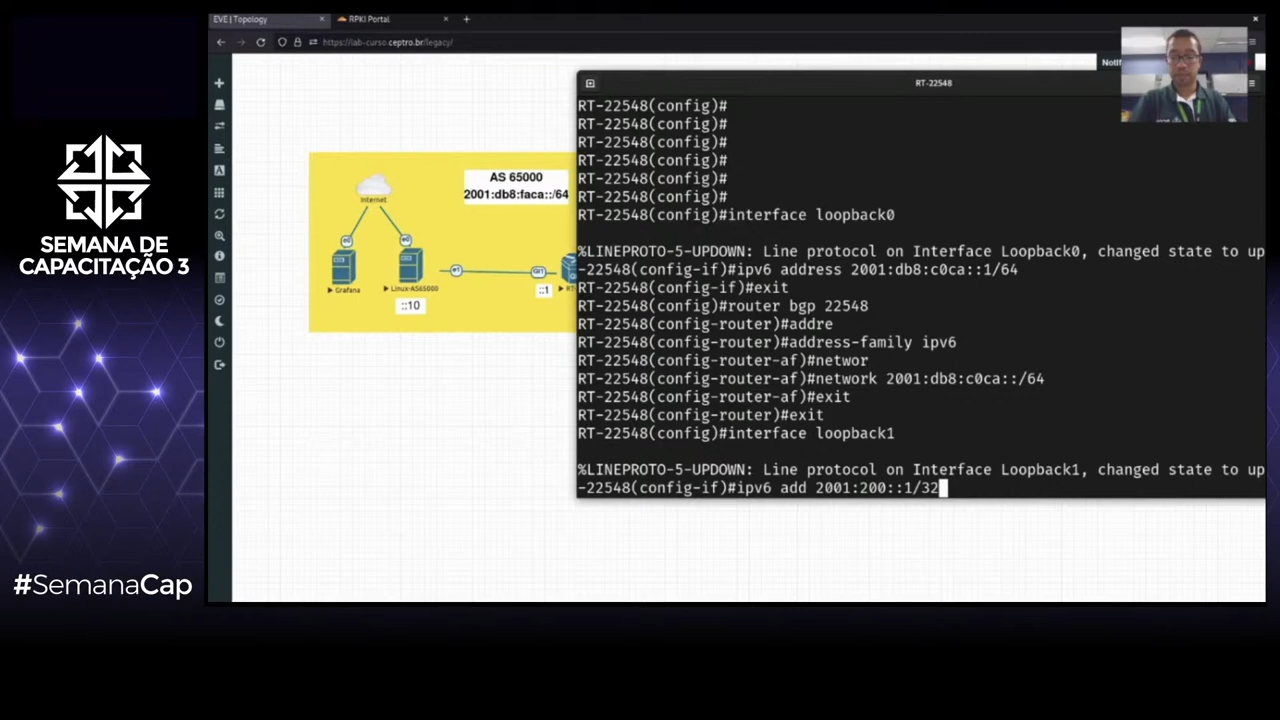 EVE | Topology
RPKI Portal
https://lab-curso.ceptro.br/legacy/
RT-22548
SEMANA DE
CAPACITAÇÃO 3
#SemanaCap
AS 65000
2001:db8:faca::/64
Internet
e0
e0
e1
Gi1
Grafana
Linux-AS65000
::10
::1
RT-22548(config)#
RT-22548(config)#
RT-22548(config)#
RT-22548(config)#
RT-22548(config)#
RT-22548(config)#
RT-22548(config)#interface loopback0
%LINEPROTO-5-UPDOWN: Line protocol on Interface Loopback0, changed state to up
-22548(config-if)#ipv6 address 2001:db8:c0ca::1/64
RT-22548(config-if)#exit
RT-22548(config)#router bgp 22548
RT-22548(config-router)#addre
RT-22548(config-router)#address-family ipv6
RT-22548(config-router-af)#networ
RT-22548(config-router-af)#network 2001:db8:c0ca::/64
RT-22548(config-router-af)#exit
RT-22548(config-router)#exit
RT-22548(config)#interface loopback1
%LINEPROTO-5-UPDOWN: Line protocol on Interface Loopback1, changed state to up
-22548(config-if)#ipv6 add 2001:200::1/32